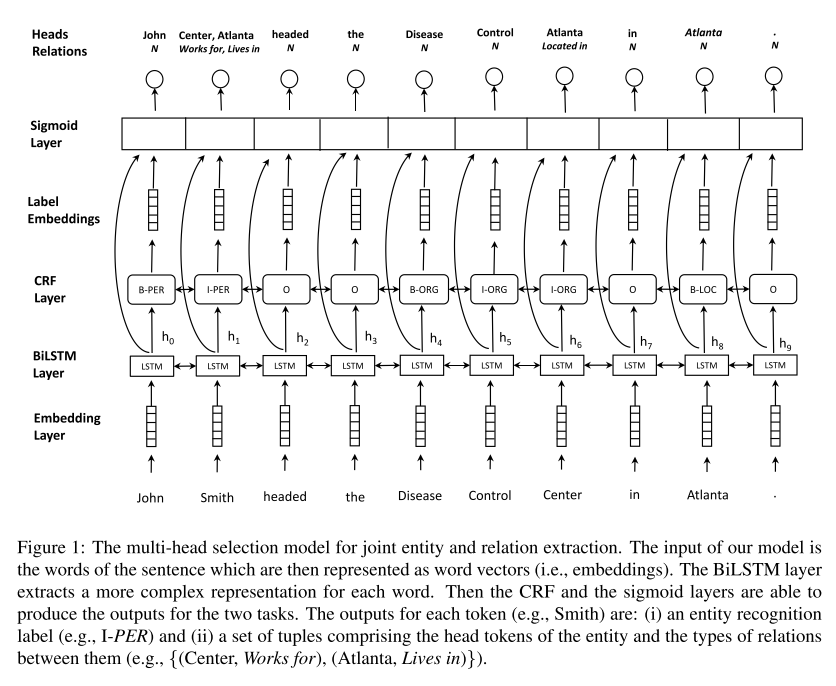 Heads
Relations
John Center, Atlanta headed the Disease Control Atlanta in Atlanta .
N Works for, Lives in N N N N Located in N N N
Sigmoid
Layer
Label
Embeddings
CRF
Layer
B-PER I-PER O O B-ORG I-ORG I-ORG O B-LOC O
h0 h1 h2 h3 h4 h5 h6 h7 h8 h9
BiLSTM
Layer
LSTM LSTM LSTM LSTM LSTM LSTM LSTM LSTM LSTM LSTM
Embedding
Layer
John Smith headed the Disease Control Center in Atlanta .
Figure 1: The multi-head selection model for joint entity and relation extraction. The input of our model is
the words of the sentence which are then represented as word vectors (i.e., embeddings). The BiLSTM layer
extracts a more complex representation for each word. Then the CRF and the sigmoid layers are able to
produce the outputs for the two tasks. The outputs for each token (e.g., Smith) are: (i) an entity recognition
label (e.g., I-PER) and (ii) a set of tuples comprising the head tokens of the entity and the types of relations
between them (e.g., {(Center, Works for), (Atlanta, Lives in)}).